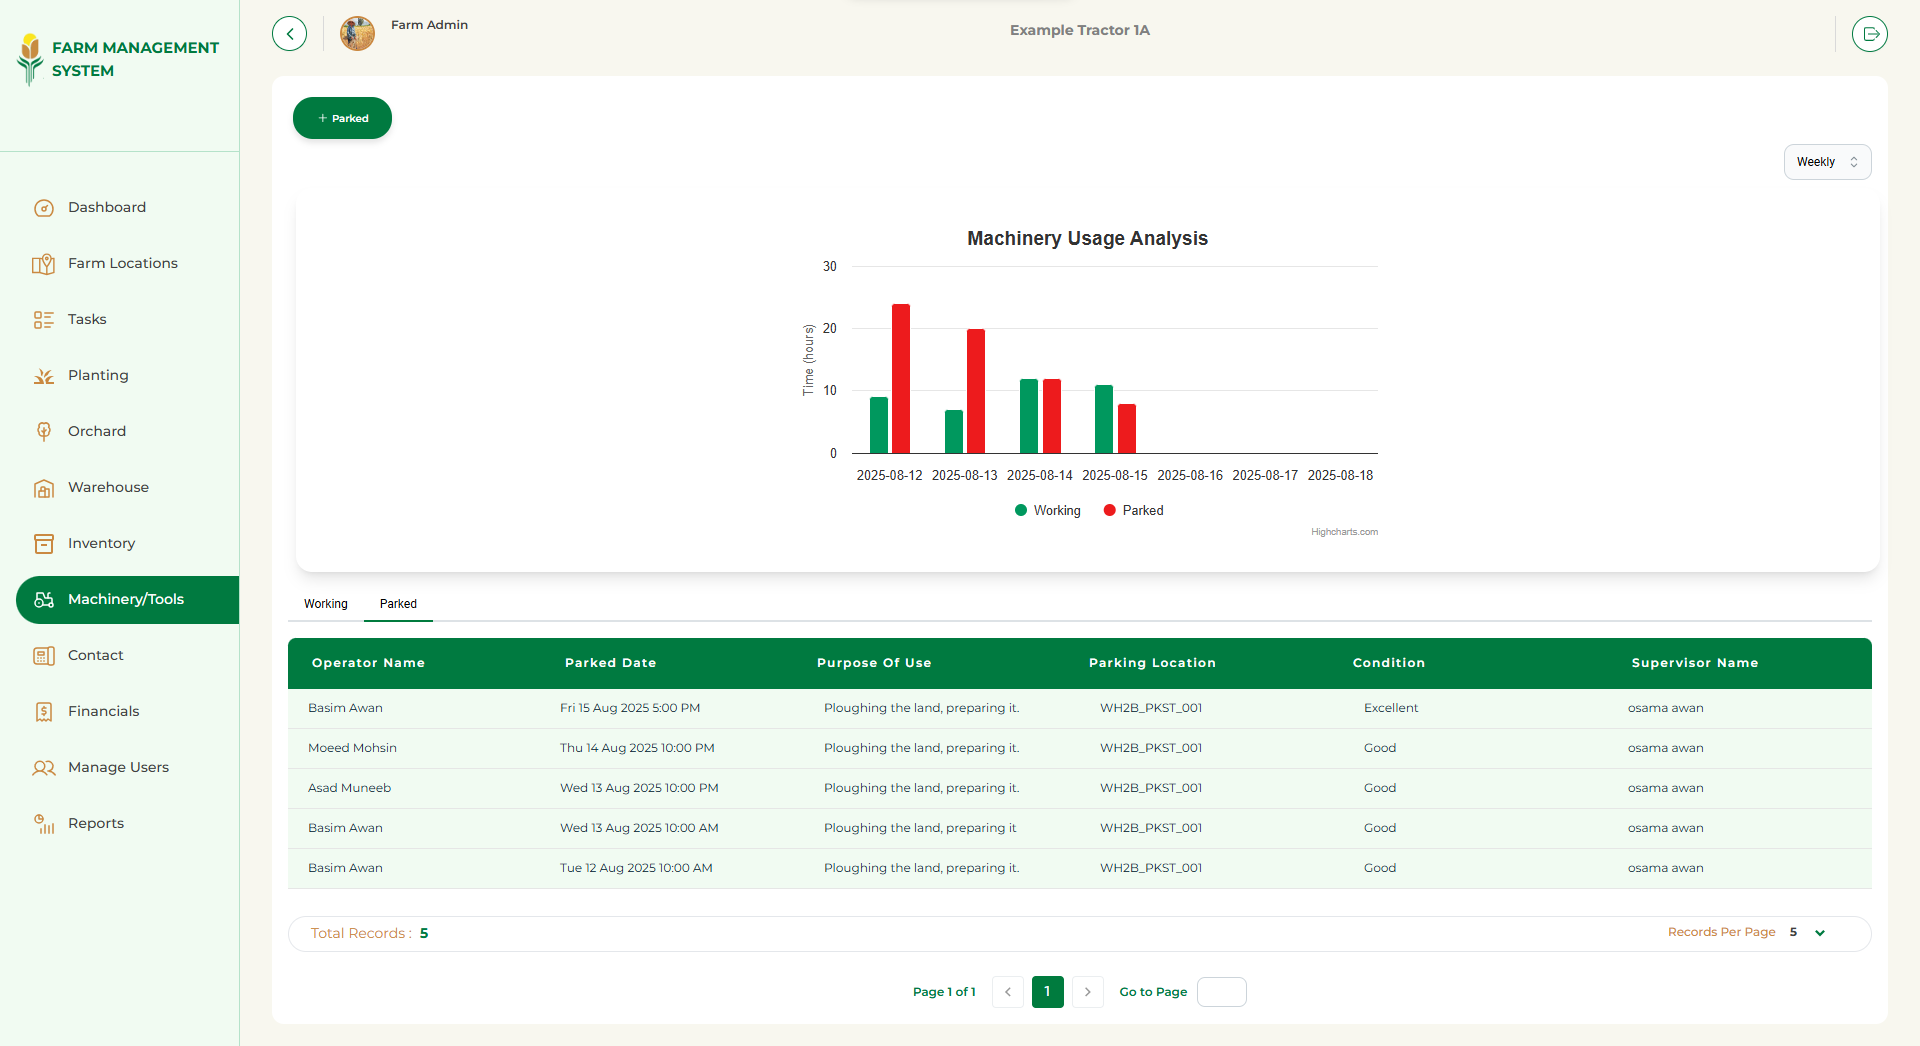 FARM MANAGEMENT
SYSTEM
Farm Admin
Example Tractor 1A
+ Parked
Weekly
Dashboard
Farm Locations
Tasks
Planting
Orchard
Warehouse
Inventory
Machinery/Tools
Contact
Financials
Manage Users
Reports
Machinery Usage Analysis
Time (hours)
30
20
10
0
2025-08-12 2025-08-13 2025-08-14 2025-08-15 2025-08-16 2025-08-17 2025-08-18
Working Parked
Highcharts.com
Working Parked
Operator Name Parked Date Purpose Of Use Parking Location Condition Supervisor Name
Basim Awan Fri 15 Aug 2025 5:00 PM Ploughing the land, preparing it. WH2B_PKST_001 Excellent osama awan
Moeed Mohsin Thu 14 Aug 2025 10:00 PM Ploughing the land, preparing it. WH2B_PKST_001 Good osama awan
Asad Muneeb Wed 13 Aug 2025 10:00 PM Ploughing the land, preparing it. WH2B_PKST_001 Good osama awan
Basim Awan Wed 13 Aug 2025 10:00 AM Ploughing the land, preparing it WH2B_PKST_001 Good osama awan
Basim Awan Tue 12 Aug 2025 10:00 AM Ploughing the land, preparing it. WH2B_PKST_001 Good osama awan
Total Records : 5 Records Per Page 5
Page 1 of 1 < 1 > Go to Page